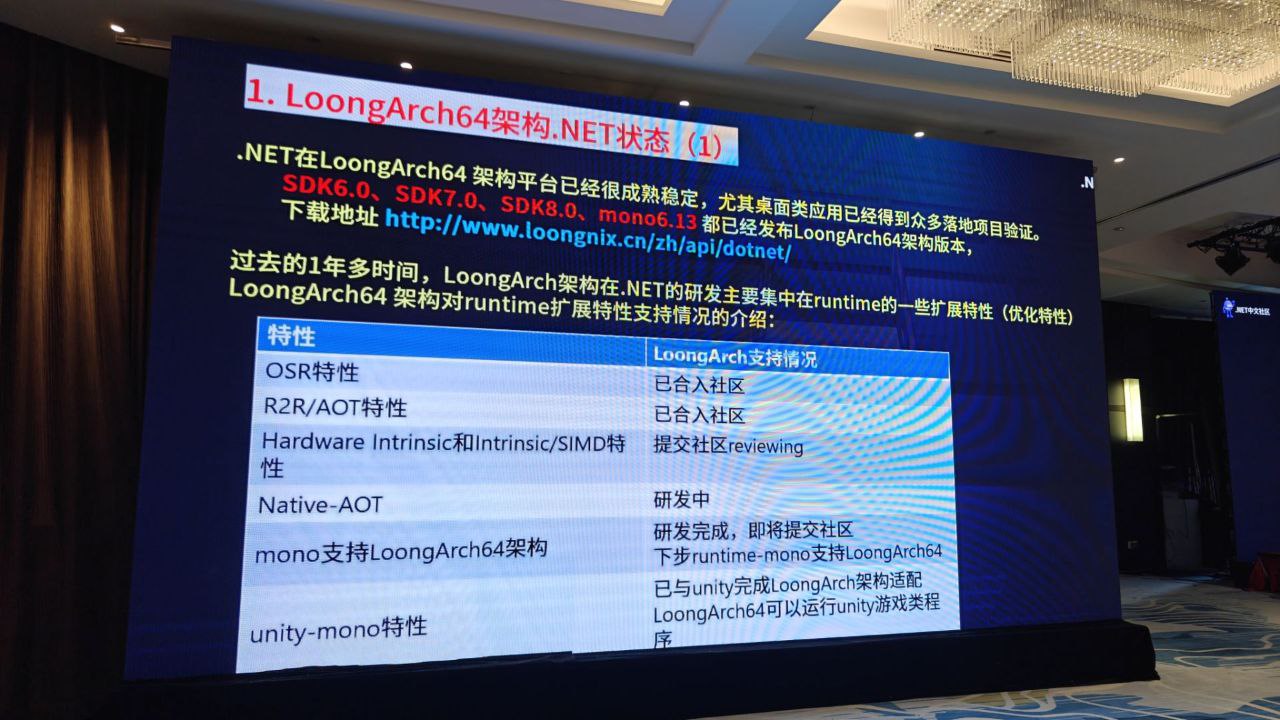 1. LoongArch64架构.NET状态（1）
.NET在LoongArch64 架构平台已经很成熟稳定，尤其桌面类应用已经得到众多落地项目验证。
SDK6.0、SDK7.0、SDK8.0、mono6.13 都已经发布LoongArch64架构版本，
下载地址 http://www.loongnix.cn/zh/api/dotnet/
过去的1年多时间，LoongArch架构在.NET的研发主要集中在runtime的一些扩展特性（优化特性）
LoongArch64 架构对runtime扩展特性支持情况的介绍：
特性
LoongArch支持情况
OSR特性
已合入社区
R2R/AOT特性
已合入社区
Hardware Intrinsic和Intrinsic/SIMD特
性
提交社区reviewing
Native-AOT
研发中
mono支持LoongArch64架构
研发完成，即将提交社区
下步runtime-mono支持LoongArch64
unity-mono特性
已与unity完成LoongArch架构适配
LoongArch64可以运行unity游戏类程
序
.N
.NET中文社区